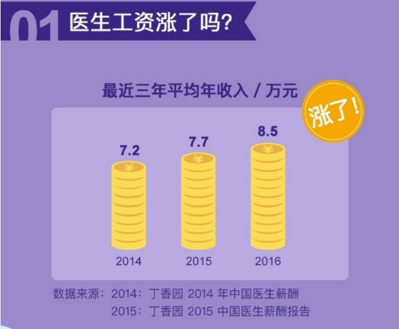 01 医生工资涨了吗?
最近三年平均年收入 / 万元
涨了!
7.2 7.7 8.5
2014 2015 2016
数据来源：2014：丁香园 2014 年中国医生薪酬
2015：丁香园 2015 中国医生薪酬报告